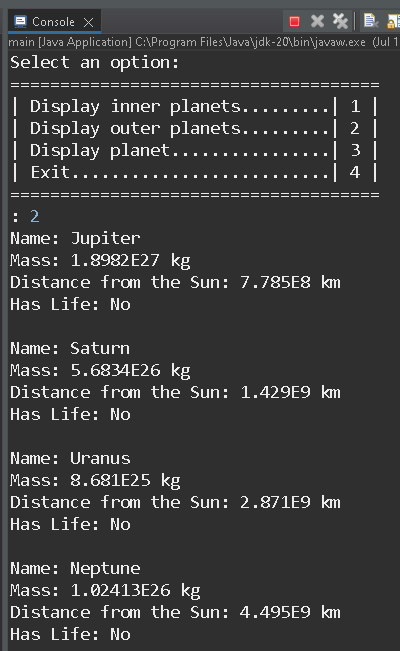 Console
main [Java Application] C:\Program Files\Java\jdk-20\bin\javaw.exe (Jul 1
Select an option:
=====================================
| Display inner planets.........| 1 |
| Display outer planets.........| 2 |
| Display planet................| 3 |
| Exit..........................| 4 |
=====================================
: 2
Name: Jupiter
Mass: 1.8982E27 kg
Distance from the Sun: 7.785E8 km
Has Life: No
Name: Saturn
Mass: 5.6834E26 kg
Distance from the Sun: 1.429E9 km
Has Life: No
Name: Uranus
Mass: 8.681E25 kg
Distance from the Sun: 2.871E9 km
Has Life: No
Name: Neptune
Mass: 1.02413E26 kg
Distance from the Sun: 4.495E9 km
Has Life: No